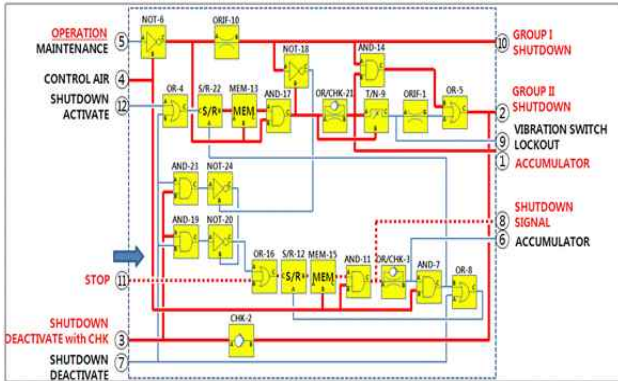 NOT-6
OPERATION
MAINTENANCE
5
ORIF-10
NOT-18
AND-14
10
GROUP I
SHUTDOWN
CONTROL AIR
4
SHUTDOWN
ACTIVATE
12
OR-4
S/R-22
S/R
MEM-13
MEM
AND-17
OR/CHK-21
T/N-9
ORIF-1
OR-5
GROUP II
SHUTDOWN
2
VIBRATION SWITCH
LOCKOUT
9
1
ACCUMULATOR
AND-23
NOT-24
AND-19
NOT-20
8
SHUTDOWN
SIGNAL
6
ACCUMULATOR
OR-16
S/R-12
S/R
MEM-15
MEM
AND-11
OR/CHK-3
AND-7
OR-8
STOP
11
SHUTDOWN
DEACTIVATE with CHK
3
CHK-2
SHUTDOWN
DEACTIVATE
7